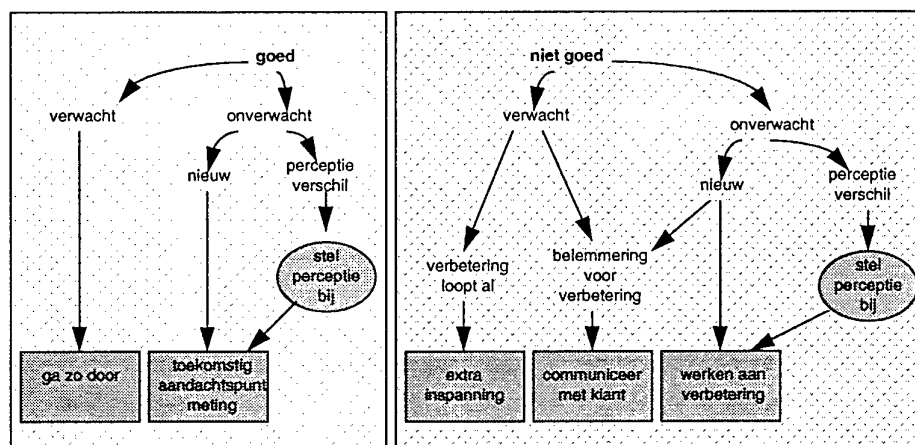 goed
verwacht
onverwacht
nieuw
perceptie
verschil
stel
perceptie
bij
ga zo door
toekomstig
aandachtspunt
meting
niet goed
verwacht
onverwacht
nieuw
perceptie
verschil
verbetering
loopt al
belemmering
voor
verbetering
stel
perceptie
bij
extra
inspanning
communiceer
met klant
werken aan
verbetering